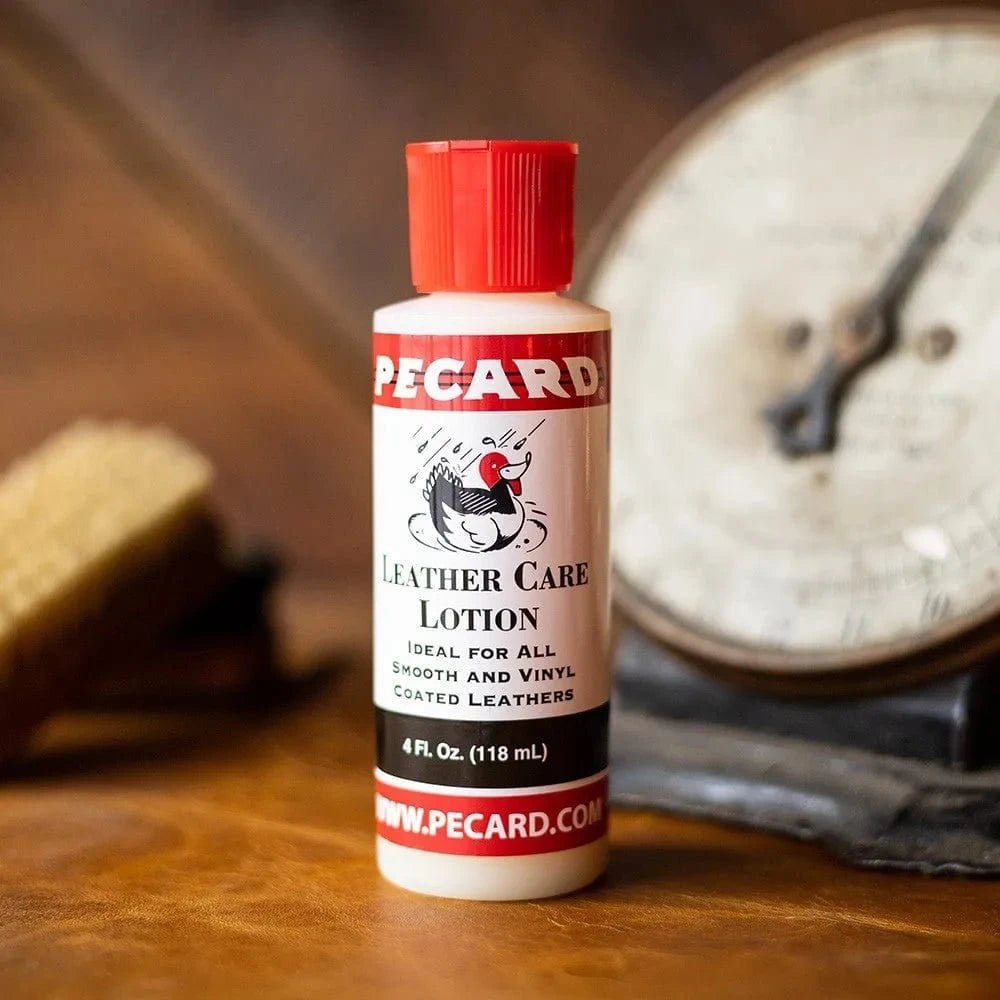 PECARD®
LEATHER CARE
LOTION
IDEAL FOR ALL
SMOOTH AND VINYL
COATED LEATHERS
4 Fl. Oz. (118 mL)
WWW.PECARD.COM